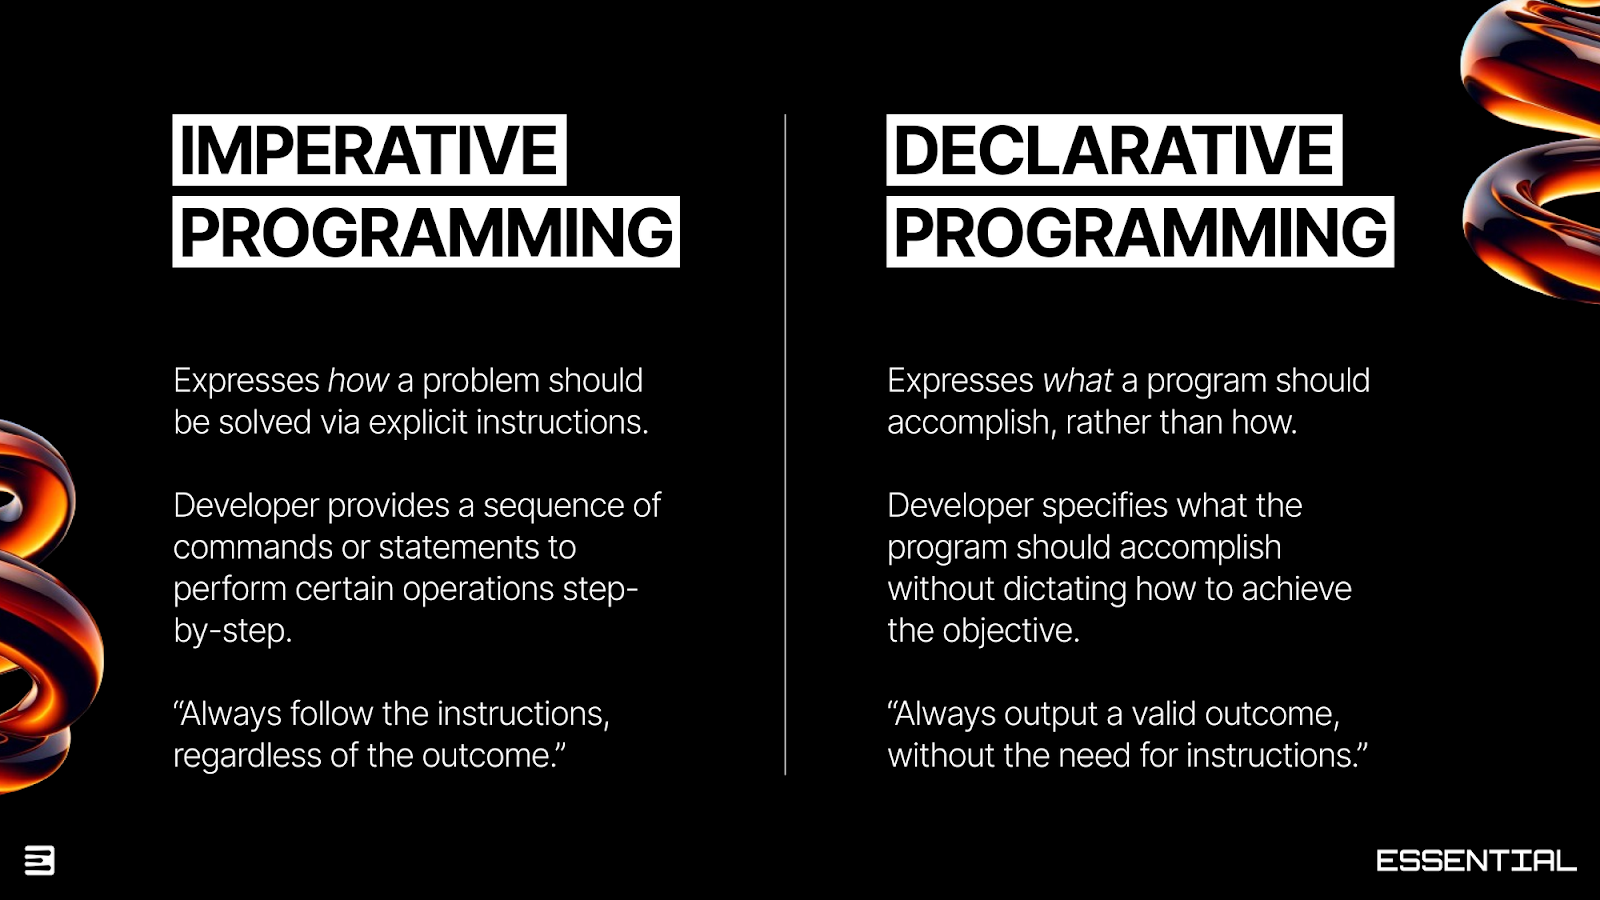 IMPERATIVE
PROGRAMMING
Expresses how a problem should
be solved via explicit instructions.
Developer provides a sequence of
commands or statements to
perform certain operations step-
by-step.
“Always follow the instructions,
regardless of the outcome.”
DECLARATIVE
PROGRAMMING
Expresses what a program should
accomplish, rather than how.
Developer specifies what the
program should accomplish
without dictating how to achieve
the objective.
“Always output a valid outcome,
without the need for instructions.”
ESSENTIAL